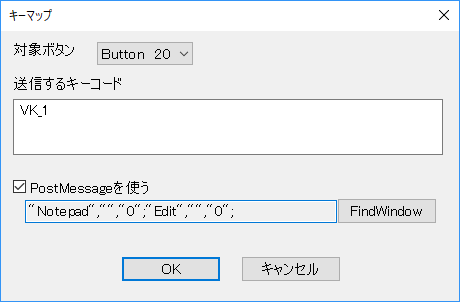 キーマップ
対象ボタン Button 20
送信するキーコード
VK_1
PostMessageを使う
"Notepad","","0";"Edit","","0"; FindWindow
OK キャンセル